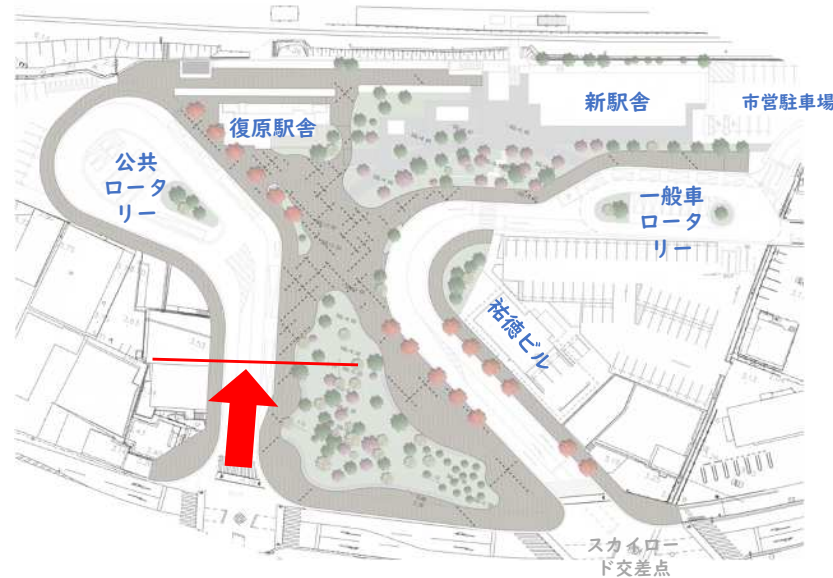 新駅舎
市営駐車場
復原駅舎
公共
ロータ
リー
一般車
ロータ
リー
祐徳ビル
スカイロー
ド交差点